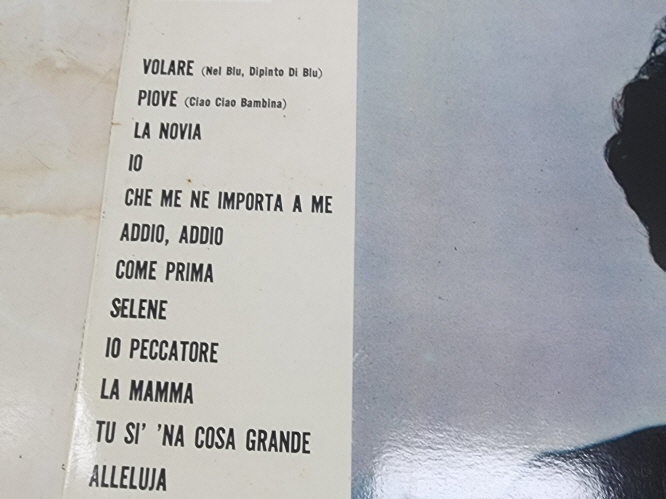 VOLARE (Nel Blu, Dipinto Di Blu)
PIOVE (Ciao Ciao Bambina)
LA NOVIA
IO
CHE ME NE IMPORTA A ME
ADDIO, ADDIO
COME PRIMA
SELENE
IO PECCATORE
LA MAMMA
TU SI' 'NA COSA GRANDE
ALLELUJA